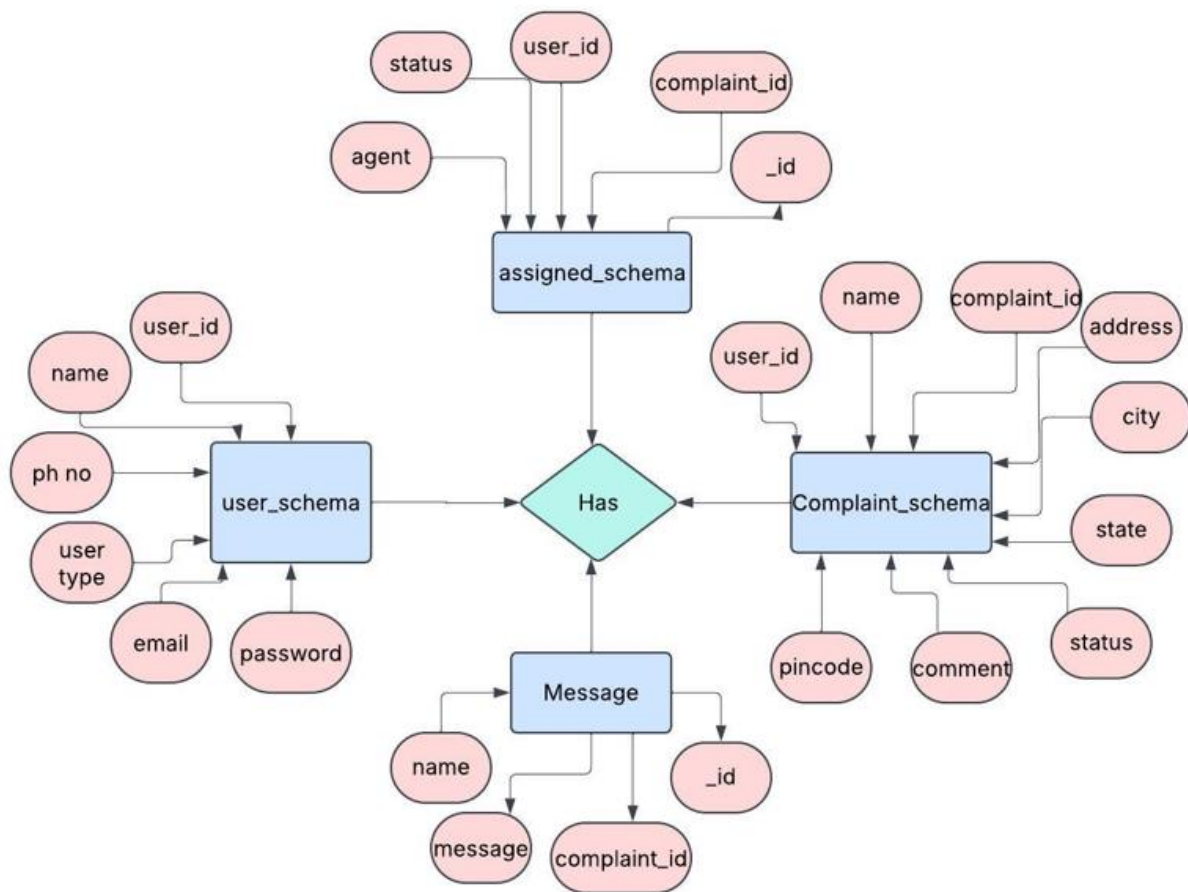 user_id
status
complaint_id
agent
_id
assigned_schema
name
complaint_id
user_id
address
user_id
name
city
ph no
user_schema
Has
Complaint_schema
state
user
type
email
password
pincode
comment
status
Message
name
_id
message
complaint_id